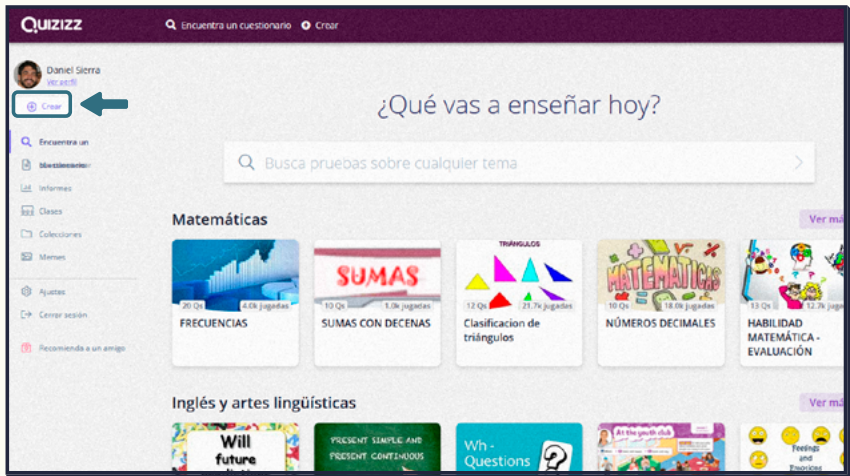 QUIZIZZ
Encuentra un cuestionario Crear
Daniel Sierra
Ver perfil
Crear
¿Qué vas a enseñar hoy?
Encuentra un
Busca pruebas sobre cualquier tema
Informes
Clases
Colecciones
Memes
Ajustes
Cerrar sesión
Recomienda a un amigo
Matemáticas
Ver má
20 Qs 4.0k jugadas
FRECUENCIAS
SUMAS
10 Qs 1.0k jugadas
SUMAS CON DECENAS
TRIÁNGULOS
12 Qs 21.7k jugadas
Clasificacion de
triángulos
MATEMATICAS
10 Qs 18.0k jugadas
NÚMEROS DECIMALES
13 Qs 12.7k jugadas
HABILIDAD
MATEMÁTICA -
EVALUACIÓN
Inglés y artes lingüísticas
Ver má
Will
future
PRESENT SIMPLE AND
PRESENT CONTINUOUS
Wh -
Questions
At the youth club
Feelings
and
Emotions